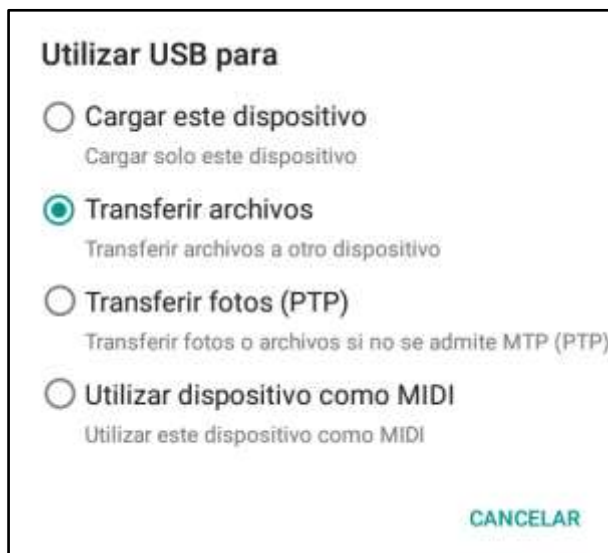 Utilizar USB para
Cargar este dispositivo
Cargar solo este dispositivo
Transferir archivos
Transferir archivos a otro dispositivo
Transferir fotos (PTP)
Transferir fotos o archivos si no se admite MTP (PTP)
Utilizar dispositivo como MIDI
Utilizar este dispositivo como MIDI
CANCELAR